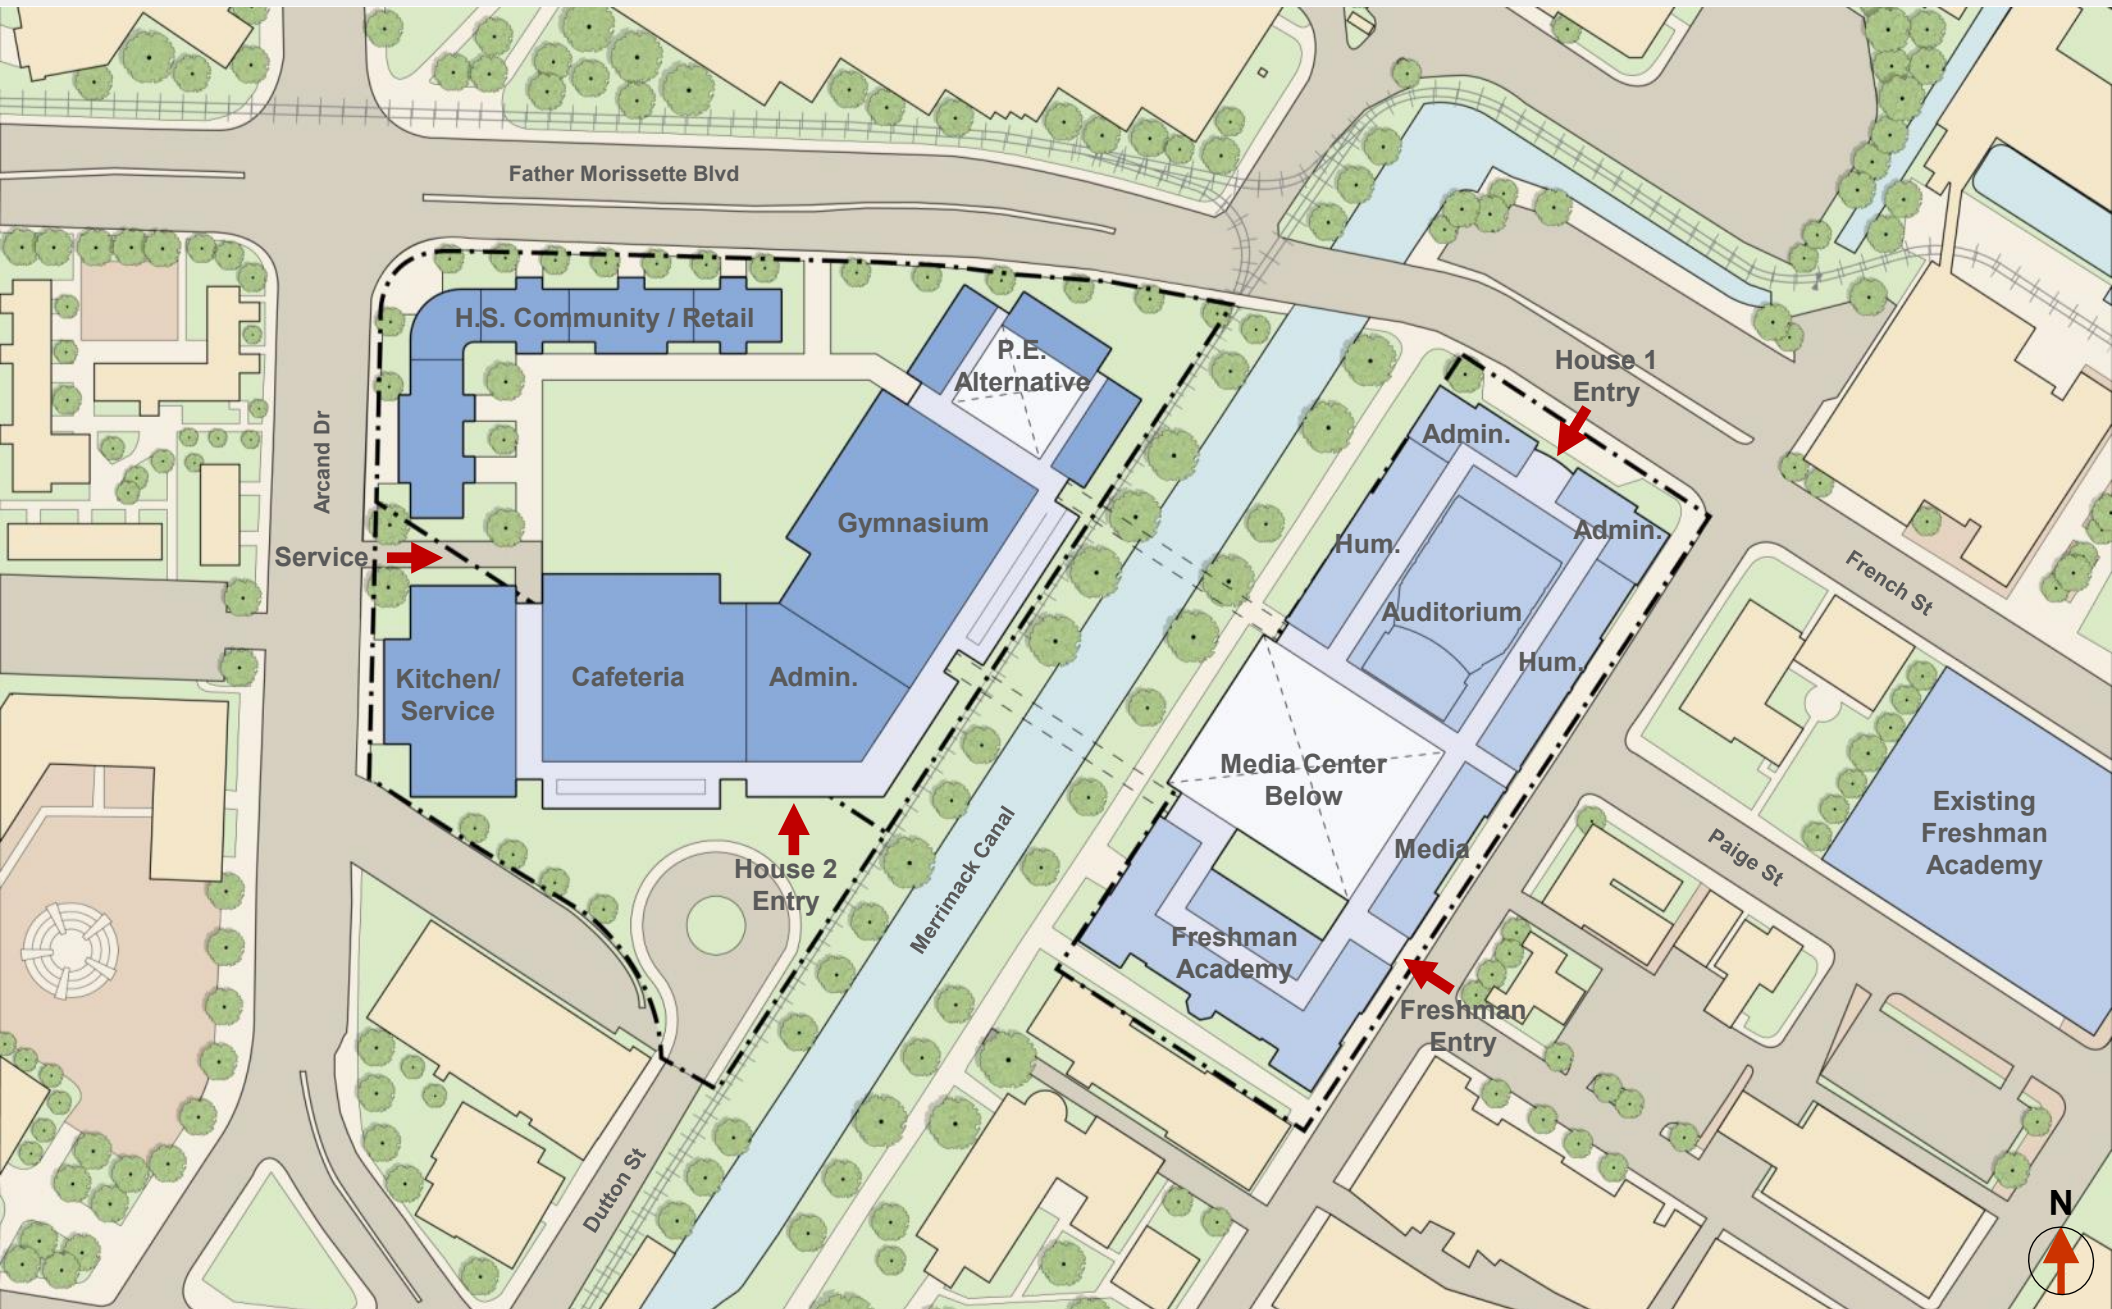 Father Morissette Blvd
H.S. Community / Retail
P.E.
Alternative
House 1
Entry
Admin.
Arcand Dr
Gymnasium
Admin.
Hum.
Service
French St
Auditorium
Hum.
Kitchen/
Service
Cafeteria
Admin.
Media Center
Below
Existing
Freshman
Academy
Media
Paige St
House 2
Entry
Merrimack Canal
Freshman
Academy
Freshman
Entry
Dutton St
N